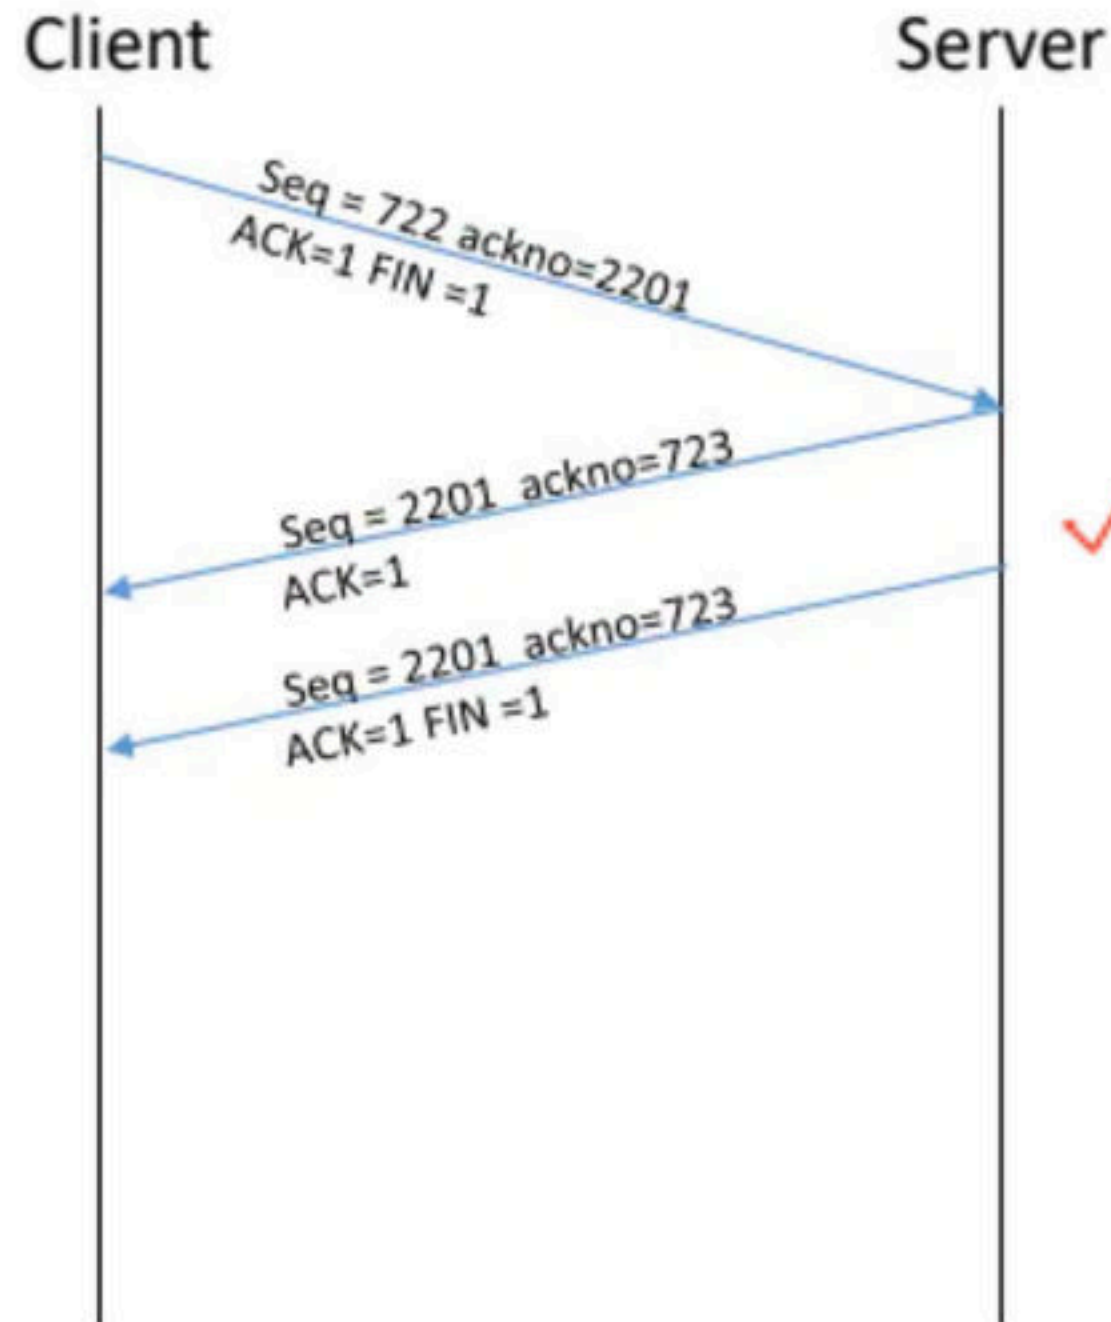 Client
Server
Seq = 722 ackno=2201
ACK=1 FIN =1
Seq = 2201 ackno=723
ACK=1
Seq = 2201 ackno=723
ACK=1 FIN =1